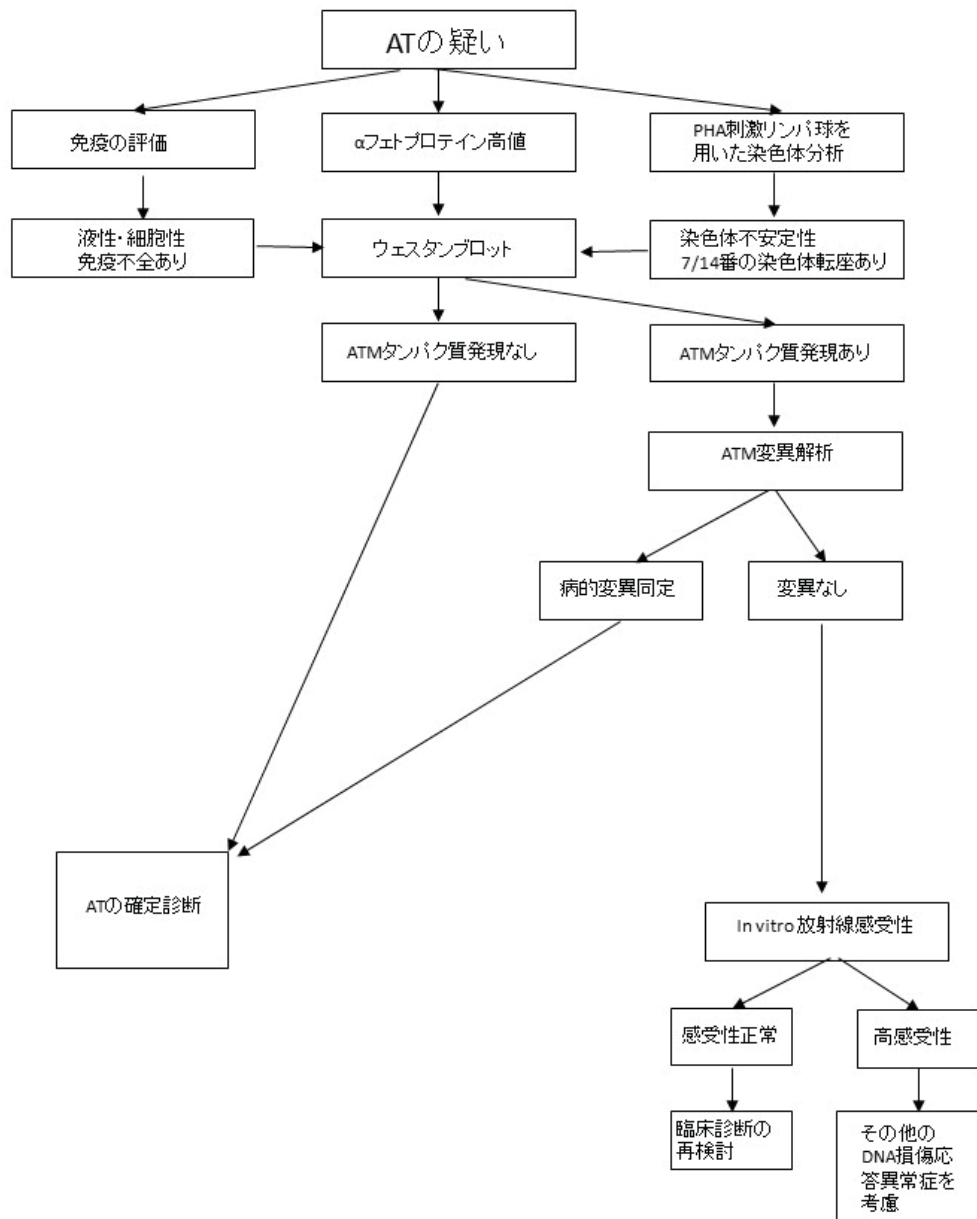 ATの疑い
免疫の評価
αフェトプロテイン高値
PHA刺激リンパ球を
用いた染色体分析
液性・細胞性
免疫不全あり
ウェスタンブロット
染色体不安定性
7/14番の染色体転座あり
ATMタンパク質発現なし
ATMタンパク質発現あり
ATM変異解析
病的変異同定
変異なし
ATの確定診断
In vitro 放射線感受性
感受性正常
高感受性
臨床診断の
再検討
その他の
DNA損傷応
答異常症を
考慮